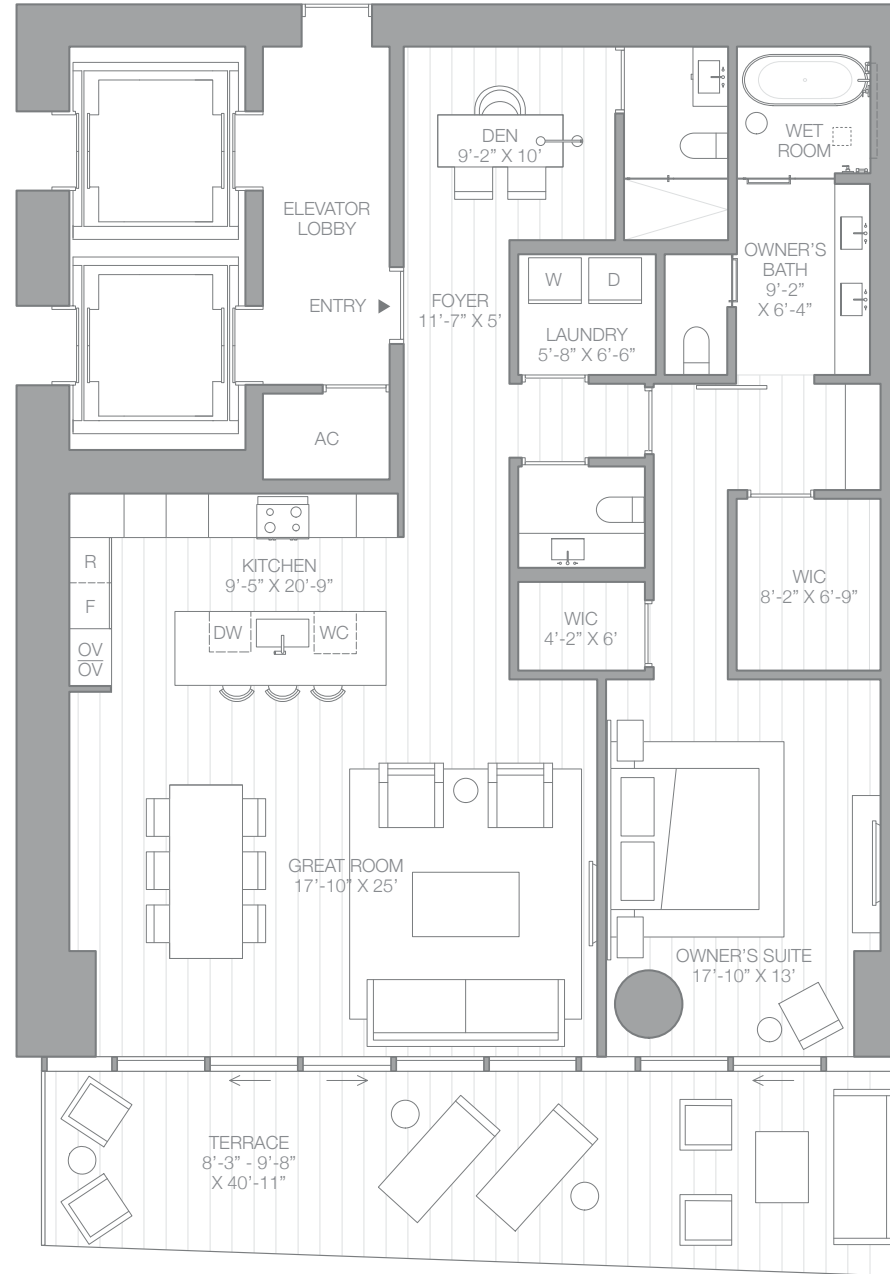 DEN
9'-2” X 10'
WET
ROOM
ELEVATOR
LOBBY
OWNER'S
BATH
9'-2”
X 6'-4”
W
D
ENTRY
FOYER
11'-7” X 5'
LAUNDRY
5'-8” X 6'-6”
AC
R
F
OV
OV
KITCHEN
9'-5” X 20'-9”
DW
WC
WIC
8'-2” X 6'-9”
WIC
4'-2” X 6'
GREAT ROOM
17'-10” X 25'
OWNER'S SUITE
17'-10” X 13'
TERRACE
8'-3” - 9'-8”
X 40'-11”